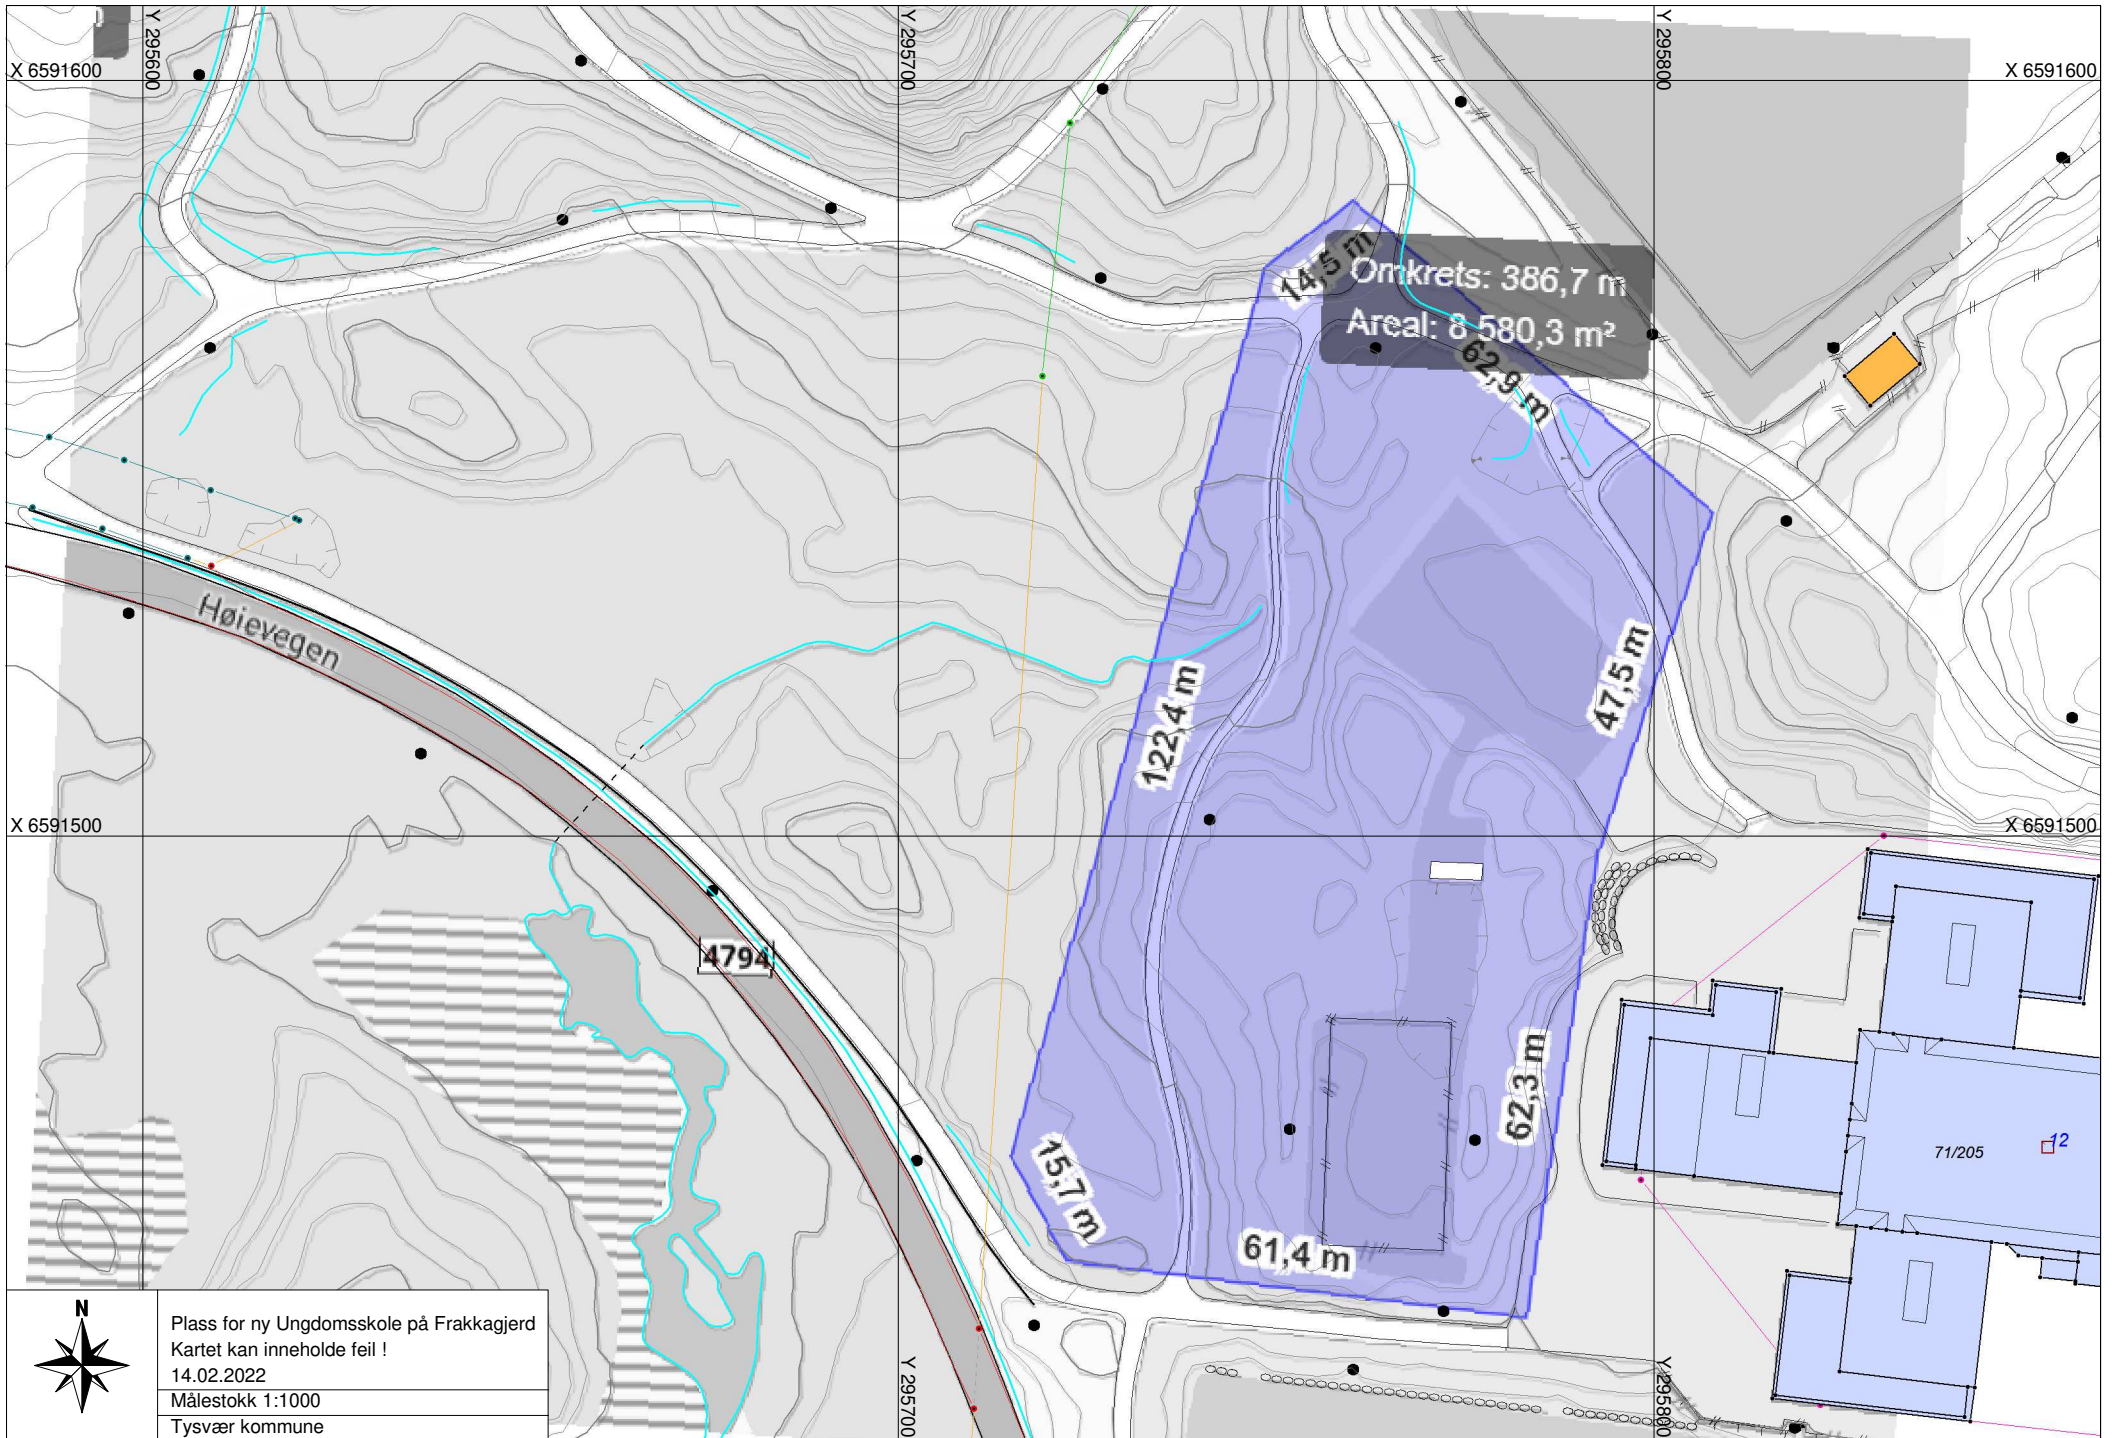 Y 295600
Y 295700
Y 295800
X 6591600
X 6591600
14,5 m
Omkrets: 386,7 m
Areal: 8 580,3 m²
62,9 m
Høievegen
47,5 m
122,4 m
X 6591500
X 6591500
4794
62,3 m
12
71/205
15,7 m
61,4 m
N
Plass for ny Ungdomsskole på Frakkagjerd
Kartet kan inneholde feil !
14.02.2022
Målestokk 1:1000
Tysvær kommune
Y 295700
Y 295800